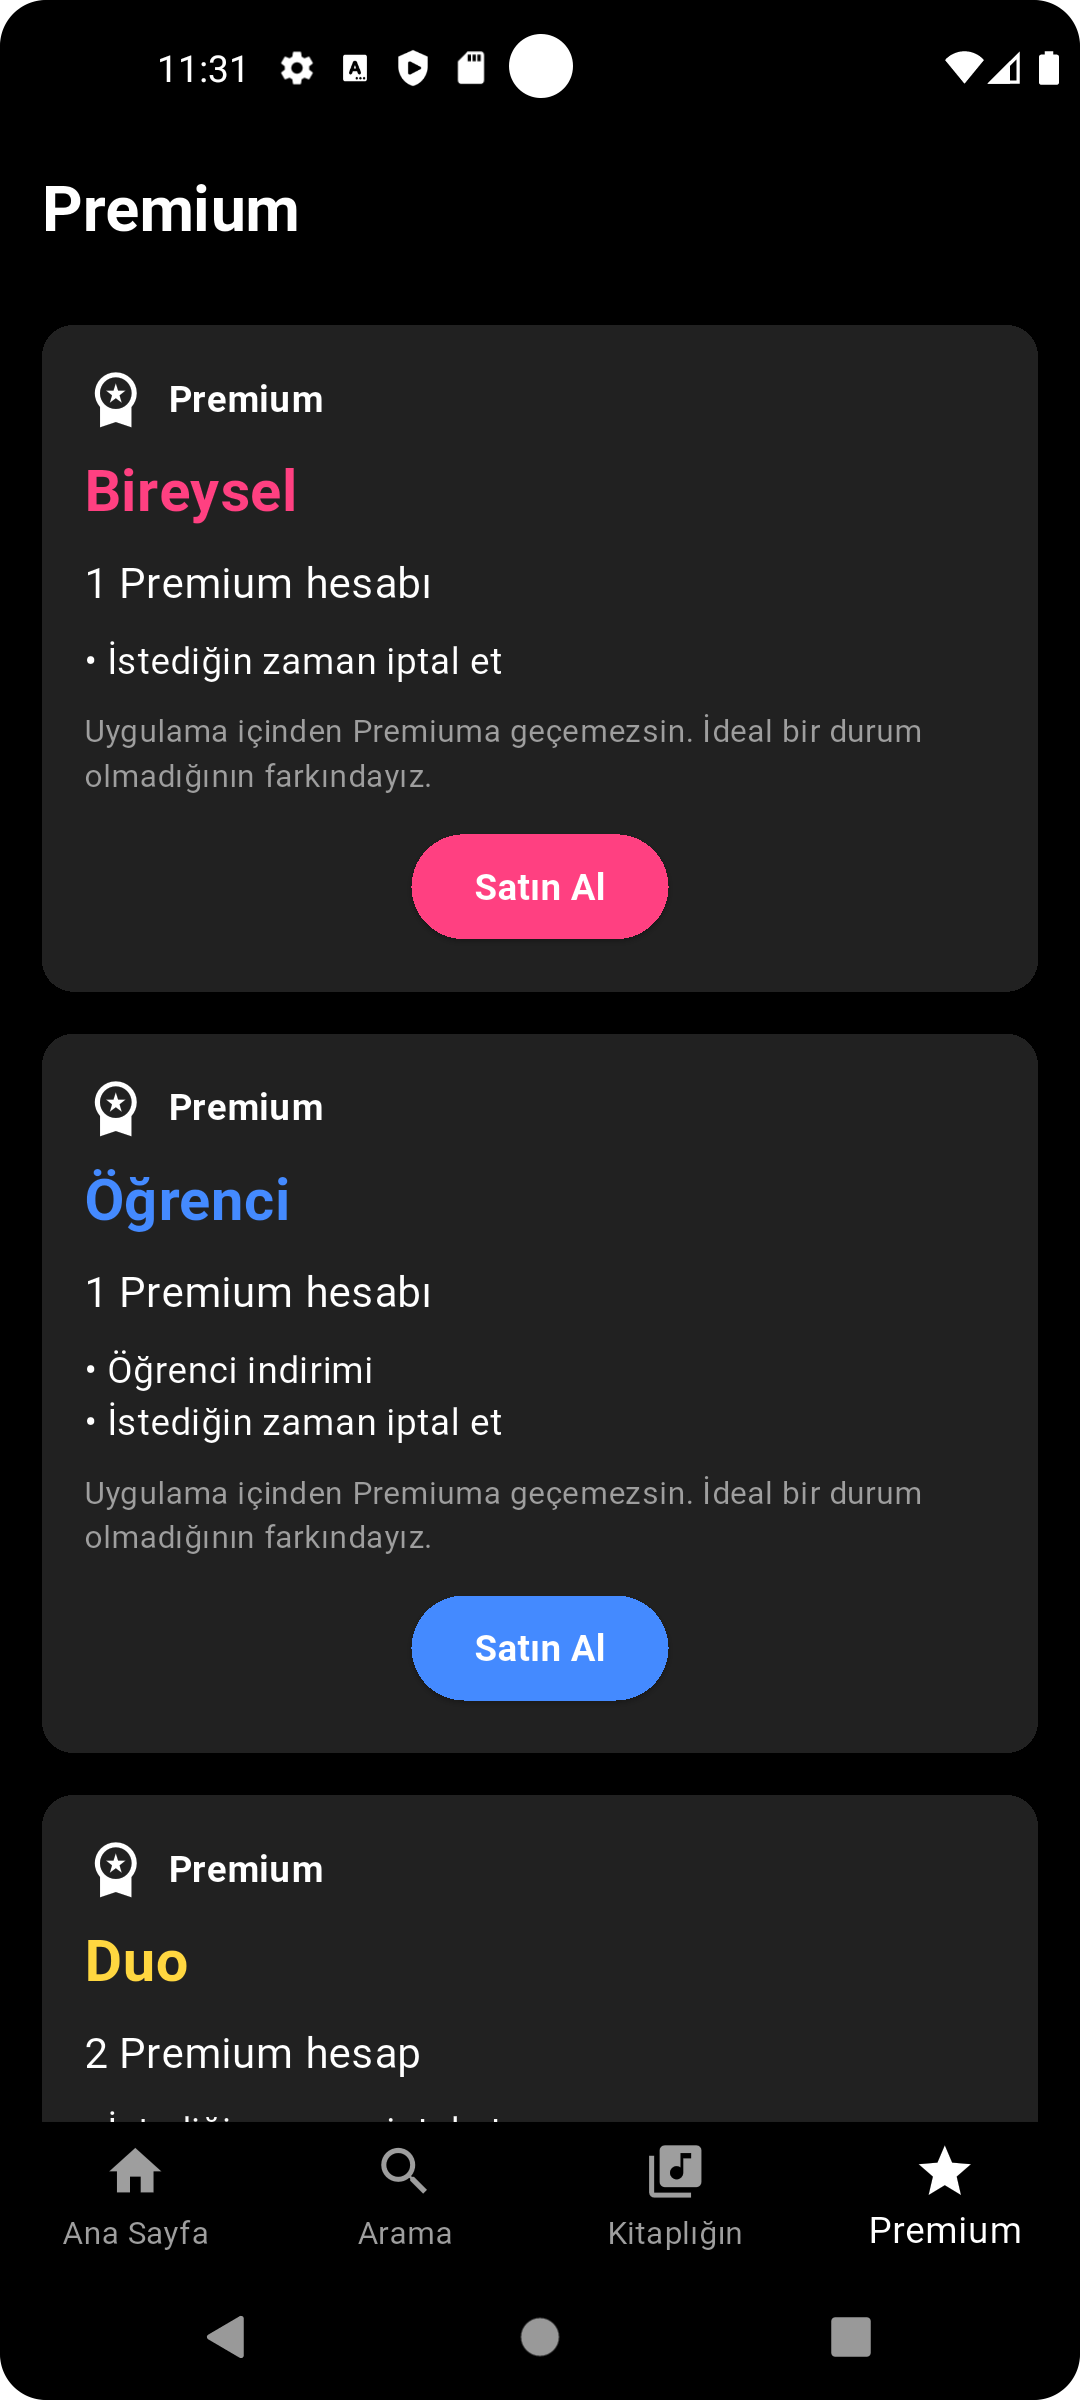 11:31
Premium
Premium
Bireysel
1 Premium hesabı
• İstediğin zaman iptal et
Uygulama içinden Premiuma geçemezsin. İdeal bir durum
olmadığının farkındayız.
Satın Al
Premium
Öğrenci
1 Premium hesabı
• Öğrenci indirimi
• İstediğin zaman iptal et
Uygulama içinden Premiuma geçemezsin. İdeal bir durum
olmadığının farkındayız.
Satın Al
Premium
Duo
2 Premium hesap
Ana Sayfa
Arama
Kitaplığın
Premium